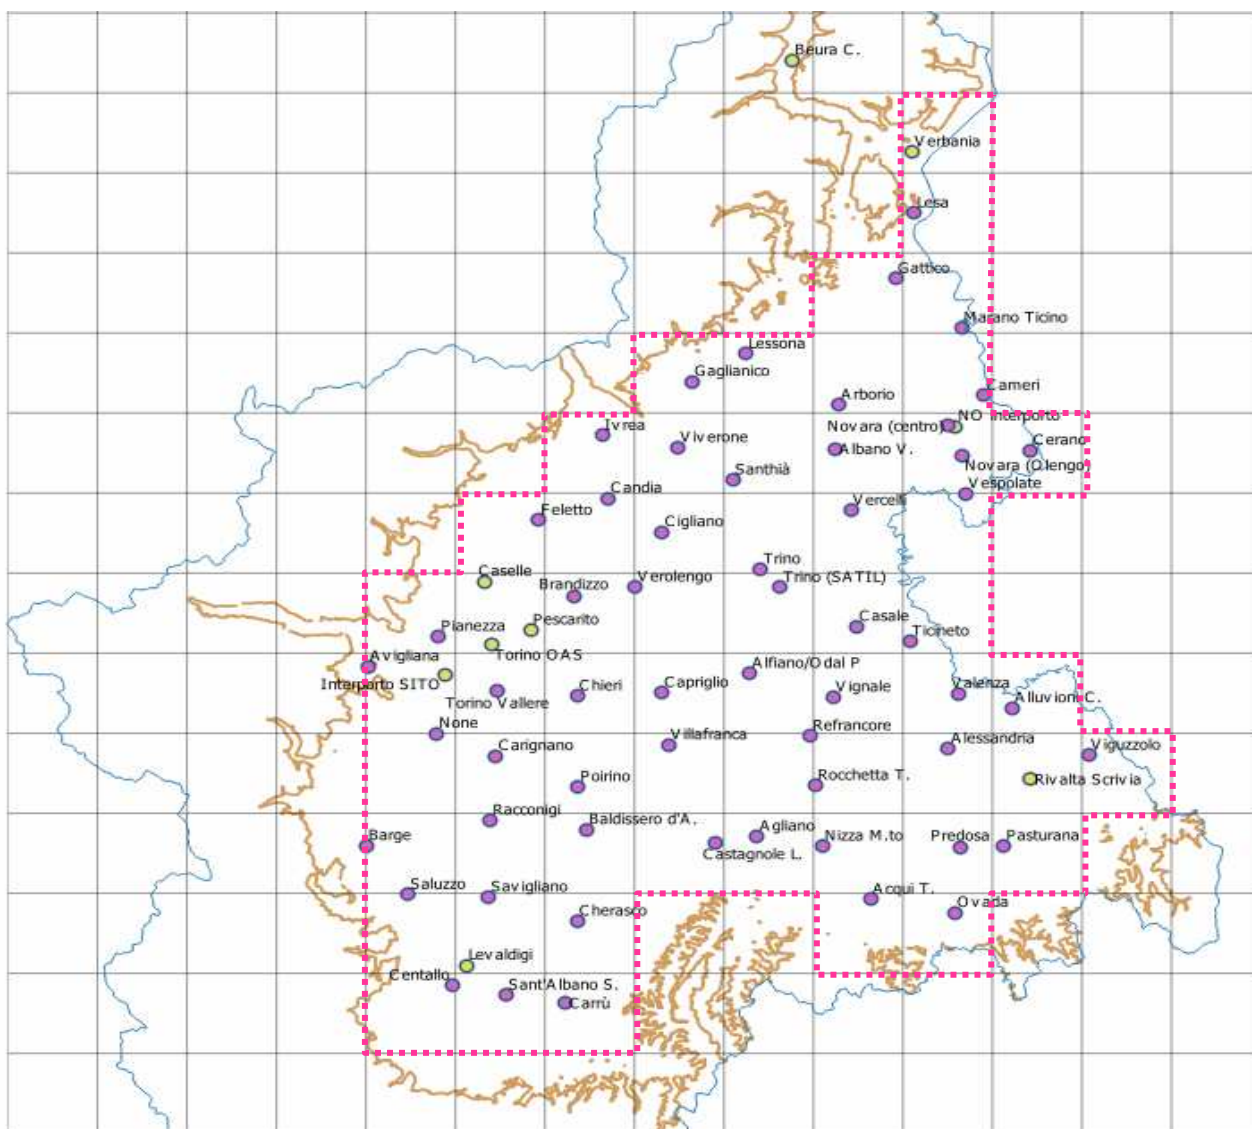 Beura C.
Verbania
Lesa
Gattico
Marano Ticino
Lessona
Gaglianico
Cameri
Arborio
NO Interporto
Novara (centro)
Ivrea
Viverone
Albano V.
Cerano
Novara (Olengo)
Santhià
Vespolate
Candia
Vercelli
Feletto
Cigliano
Trino
Caselle
Brandizzo
Verolengo
Trino (SATIL)
Pescarito
Casale
Pianezza
Ticineto
Avigliana
Torino OAS
Alfiano/Odal P
Interparto SITO
Chieri
Capriglio
Vignale
Valenza
Alluvioni C.
Torino Vallere
None
Villafranca
Refrancore
Alessandria
Viguzzolo
Carignano
Poirino
Rocchetta T.
Rivalta Scrivia
Racconigi
Baldissero d'A.
Agliano
Barge
Castagnole L.
Nizza M.to
Predosa
Pasturana
Saluzzo
Savigliano
Acqui T.
Cherasco
Ovada
Levaldigi
Centallo
Sant'Albano S.
Carrù